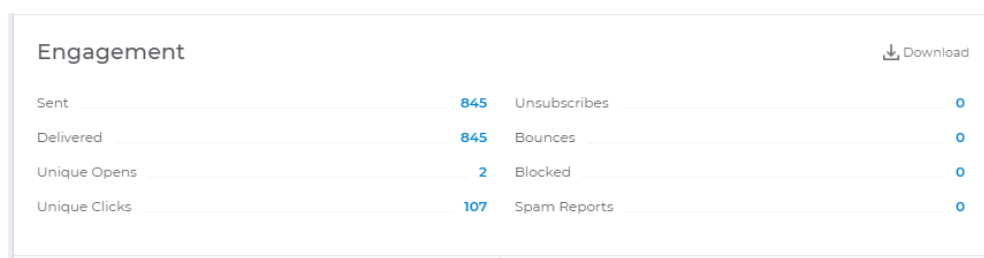 Engagement
Download
Sent 845
Delivered 845
Unique Opens 2
Unique Clicks 107
Unsubscribes 0
Bounces 0
Blocked 0
Spam Reports 0